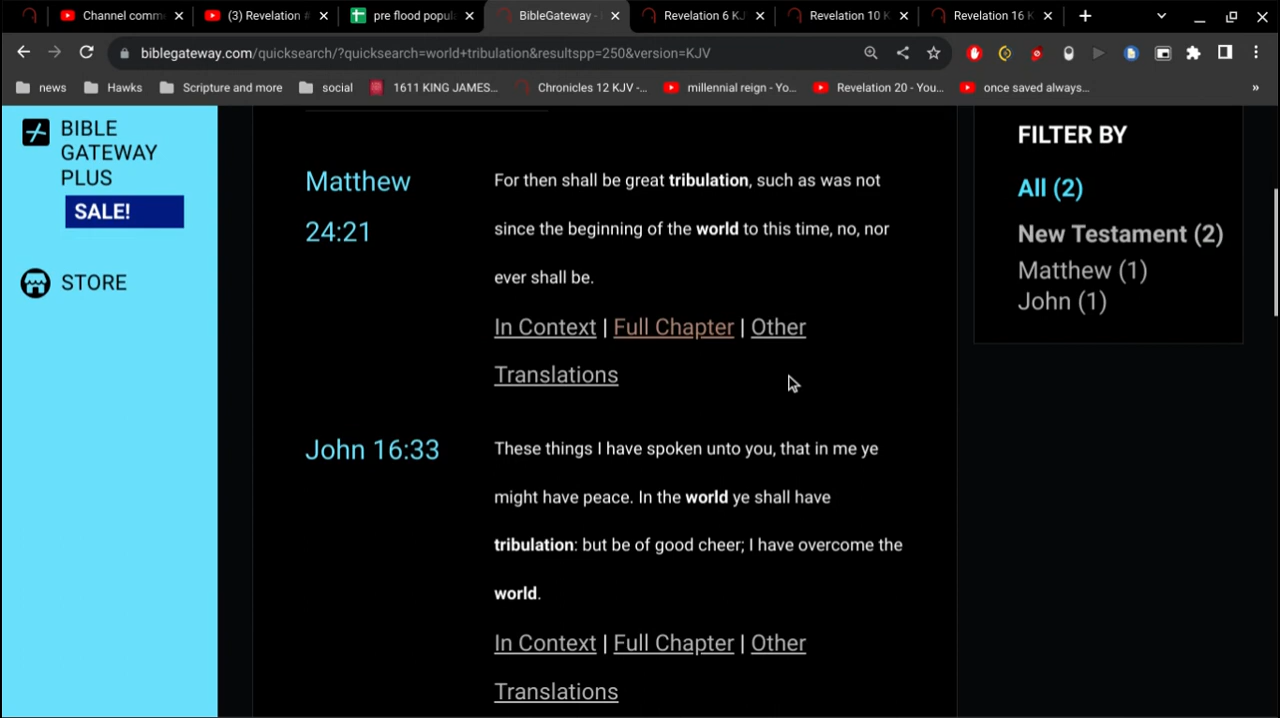 Channel comm
(3) Revelation
pre flood popul
BibleGateway -
Revelation 6 KJ
Revelation 10 K
Revelation 16 K
biblegateway.com/quicksearch/?quicksearch=world+tribulation&resultspp=250&version=KJV
news
Hawks
Scripture and more
social
1611 KING JAMES...
Chronicles 12 KJV -...
millennial reign - Yo...
Revelation 20 - You...
once saved always...
»
BIBLE
GATEWAY
PLUS
SALE!
STORE
Matthew
24:21
For then shall be great tribulation, such as was not
since the beginning of the world to this time, no, nor
ever shall be.
In Context | Full Chapter | Other
Translations
John 16:33
These things I have spoken unto you, that in me ye
might have peace. In the world ye shall have
tribulation: but be of good cheer; I have overcome the
world.
In Context | Full Chapter | Other
Translations
FILTER BY
All (2)
New Testament (2)
Matthew (1)
John (1)